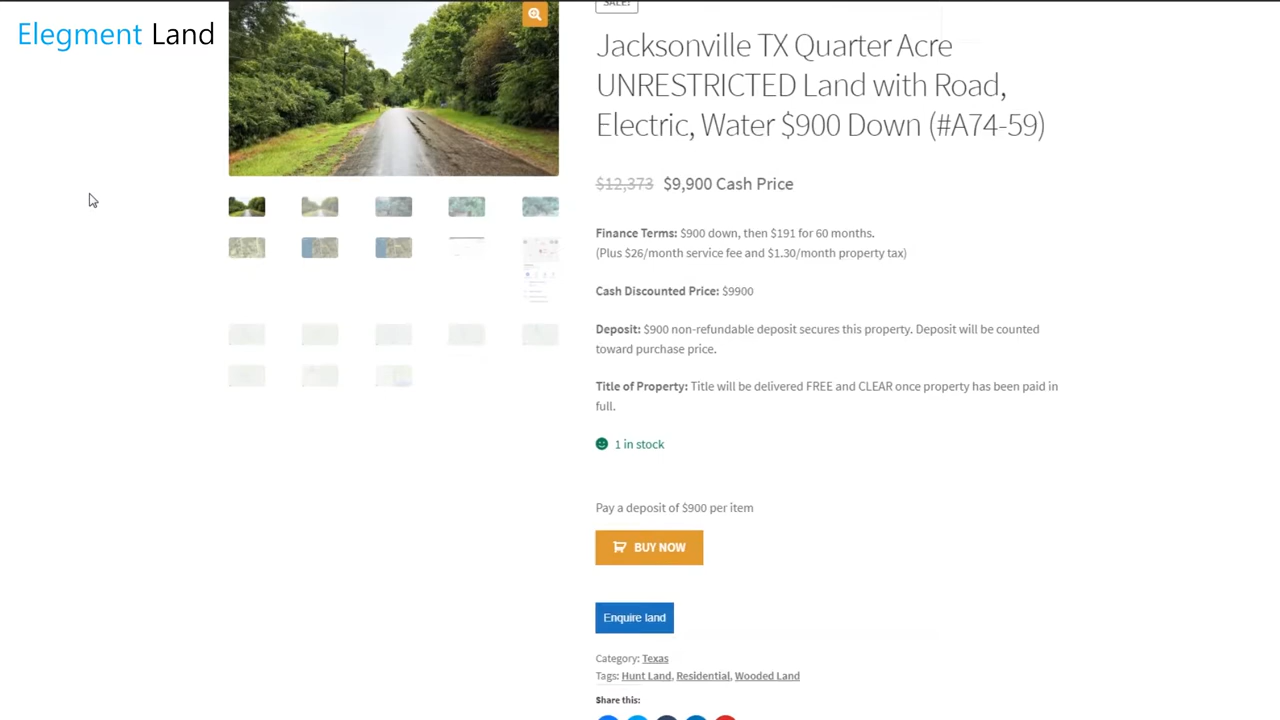 Elegment Land
SALE!
Jacksonville TX Quarter Acre
UNRESTRICTED Land with Road,
Electric, Water $900 Down (#A74-59)
$12,373 $9,900 Cash Price
Finance Terms: $900 down, then $191 for 60 months.
(Plus $26/month service fee and $1.30/month property tax)
Cash Discounted Price: $9900
Deposit: $900 non-refundable deposit secures this property. Deposit will be counted
toward purchase price.
Title of Property: Title will be delivered FREE and CLEAR once property has been paid in
full.
1 in stock
Pay a deposit of $900 per item
BUY NOW
Enquire land
Category: Texas
Tags: Hunt Land, Residential, Wooded Land
Share this: